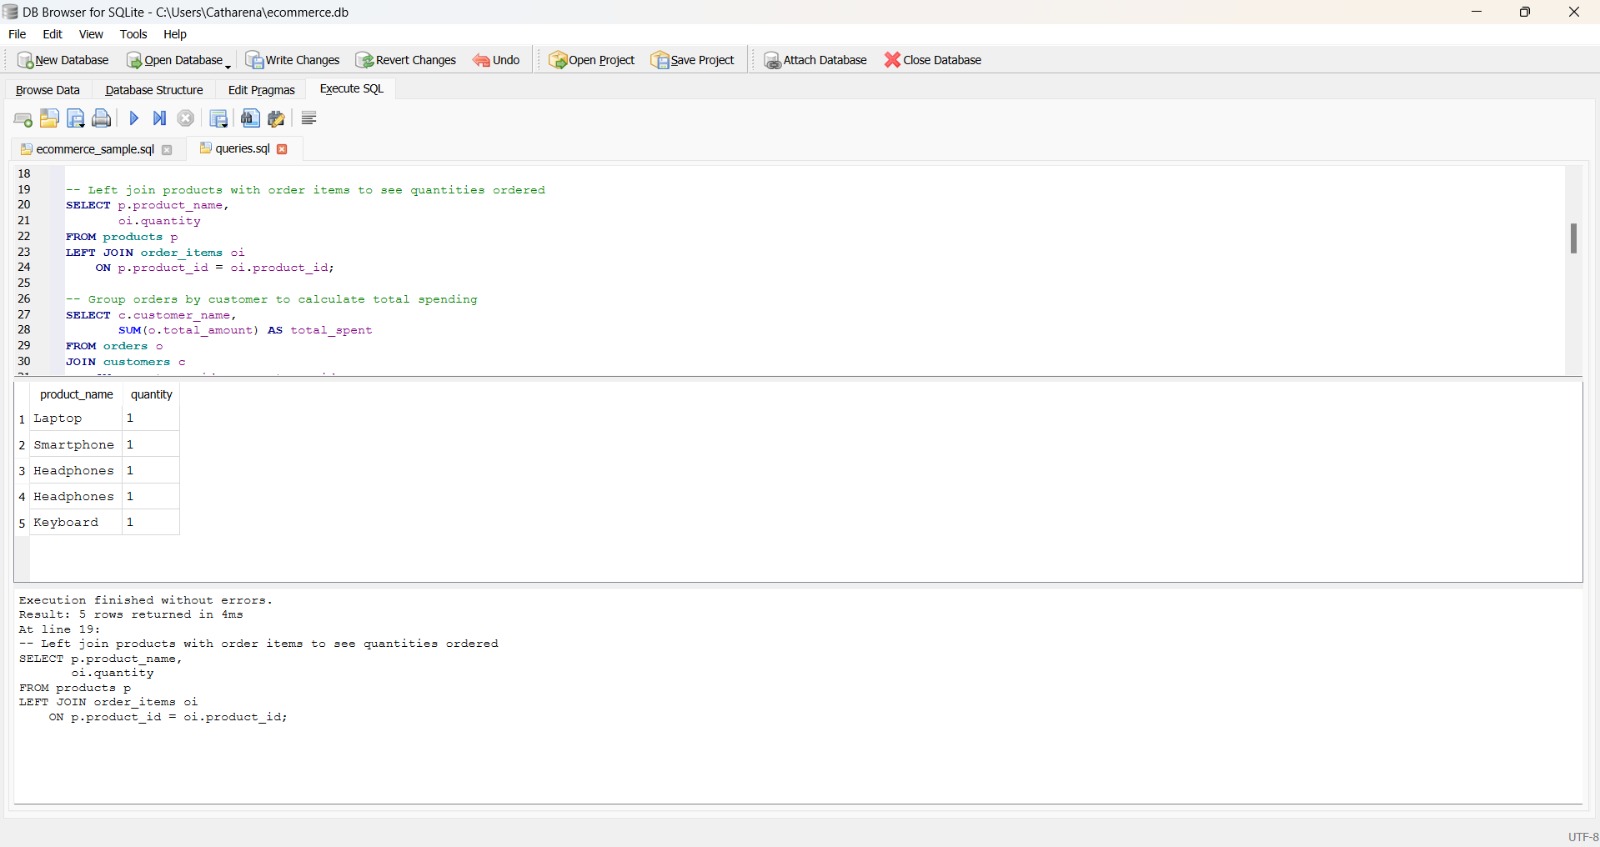 DB Browser for SQLite - C:\Users\Catharena\ecommerce.db
File Edit View Tools Help
New Database Open Database Write Changes Revert Changes Undo Open Project Save Project Attach Database Close Database
Browse Data Database Structure Edit Pragmas Execute SQL
ecommerce_sample.sql queries.sql
18
19 -- Left join products with order items to see quantities ordered
20 SELECT p.product_name,
21 oi.quantity
22 FROM products p
23 LEFT JOIN order_items oi
24 ON p.product_id = oi.product_id;
25
26 -- Group orders by customer to calculate total spending
27 SELECT c.customer_name,
28 SUM(o.total_amount) AS total_spent
29 FROM orders o
30 JOIN customers c
product_name quantity
1 Laptop 1
2 Smartphone 1
3 Headphones 1
4 Headphones 1
5 Keyboard 1
Execution finished without errors.
Result: 5 rows returned in 4ms
At line 19:
-- Left join products with order items to see quantities ordered
SELECT p.product_name,
oi.quantity
FROM products p
LEFT JOIN order_items oi
ON p.product_id = oi.product_id;
UTF-8